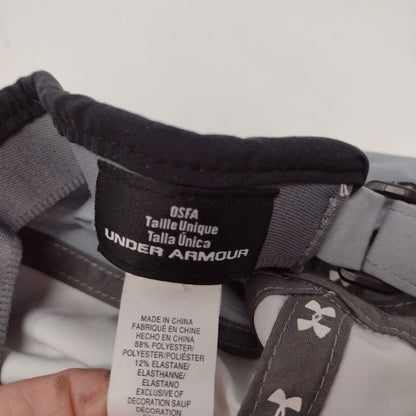 OSFA
Taille Unique
Talla Única
UNDER ARMOUR
MADE IN CHINA
FABRIQUÉ EN CHINE
HECHO EN CHINA
88% POLYESTER/
POLYESTER/POLIÉSTER
12% ELASTANE/
ELASTHANNE/
ELASTANO
EXCLUSIVE OF
DECORATION SAUF
DECORATION